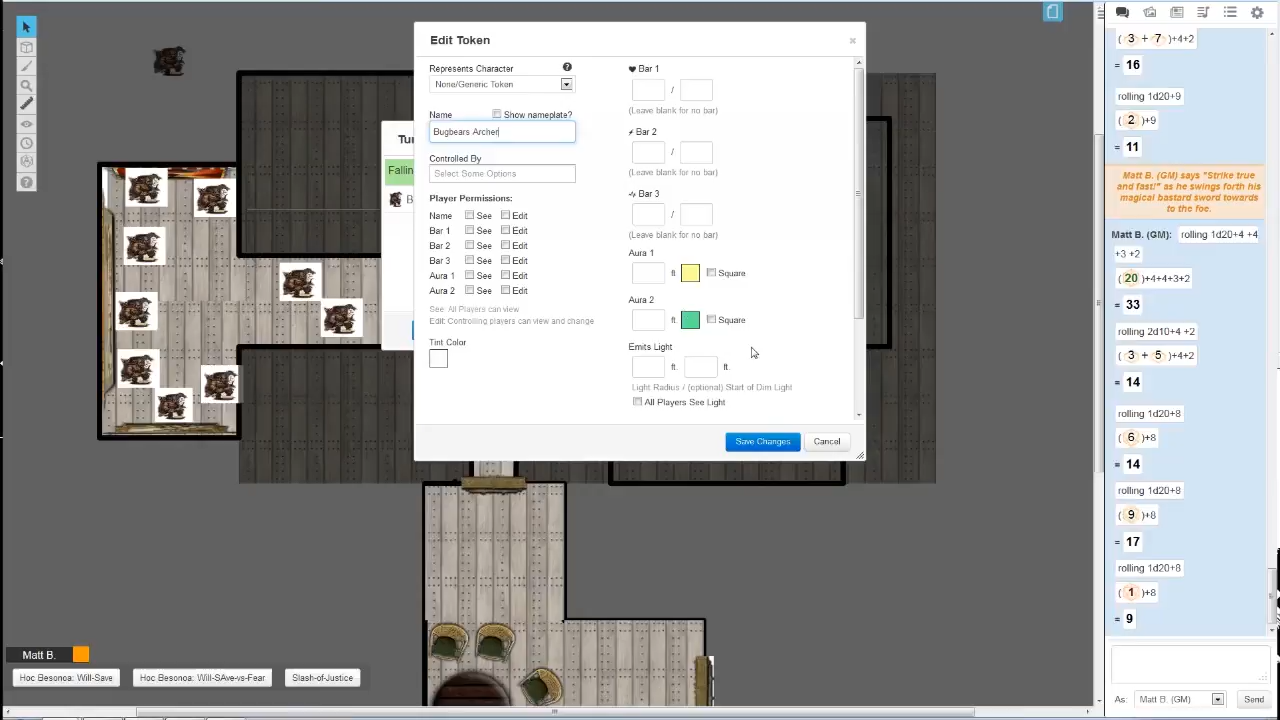 Edit Token
×
Represents Character
None/Generic Token
Name Show nameplate?
Bugbears Archer
Controlled By
Select Some Options
Player Permissions:
Name See Edit
Bar 1 See Edit
Bar 2 See Edit
Bar 3 See Edit
Aura 1 See Edit
Aura 2 See Edit
See: All Players can view
Edit: Controlling players can view and change
Tint Color
Bar 1
/
(Leave blank for no bar)
Bar 2
/
(Leave blank for no bar)
Bar 3
/
(Leave blank for no bar)
Aura 1
ft. Square
Aura 2
ft. Square
Emits Light
ft. ft.
Light Radius / (optional) Start of Dim Light
All Players See Light
Save Changes Cancel
Tu
Fallin
B
Matt B.
Hoc Besonoa: Will-Save Hoc Besonoa: Will-SAve-vs-Fear Slash-of-Justice
(3 + 7)+4+2
= 16
rolling 1d20+9
(2)+9
= 11
Matt B. (GM) says "Strike true
and fast!" as he swings forth his
magical bastard sword towards
to the foe.
Matt B. (GM): rolling 1d20+4 +4
+3 +2
(20)+4+4+3+2
= 33
rolling 2d10+4 +2
(3 + 5)+4+2
= 14
rolling 1d20+8
(6)+8
= 14
rolling 1d20+8
(9)+8
= 17
rolling 1d20+8
(1)+8
= 9
As: Matt B. (GM) Send